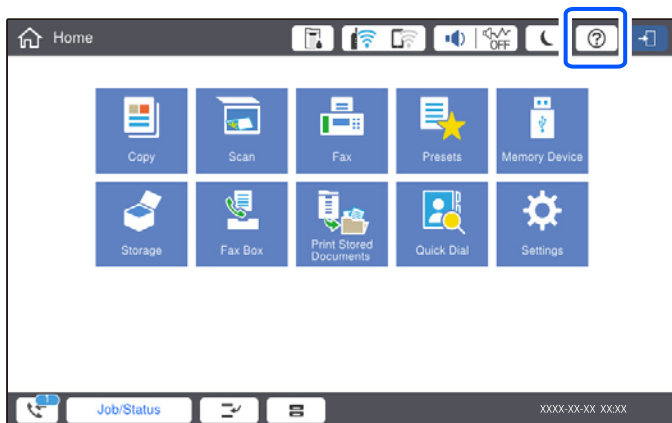 Home
OFF
?
Copy
Scan
Fax
Presets
Memory Device
Storage
Fax Box
Print Stored
Documents
Quick Dial
Settings
1
Job/Status
XXXX-XX-XX XX:XX